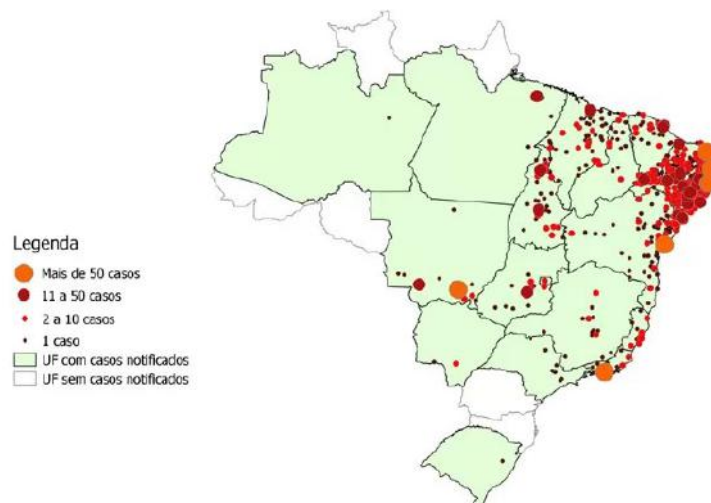 Legenda
Mais de 50 casos
11 a 50 casos
2 a 10 casos
1 caso
UF com casos notificados
UF sem casos notificados